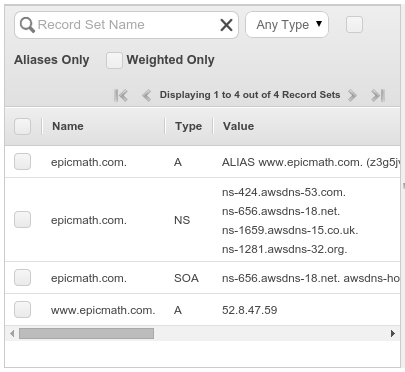 Record Set Name
Any Type
Aliases Only
Weighted Only
Displaying 1 to 4 out of 4 Record Sets
Name Type Value
epicmath.com. A ALIAS www.epicmath.com. (z3g5jv
epicmath.com. NS ns-424.awsdns-53.com.
ns-656.awsdns-18.net.
ns-1659.awsdns-15.co.uk.
ns-1281.awsdns-32.org.
epicmath.com. SOA ns-656.awsdns-18.net. awsdns-ho
www.epicmath.com. A 52.8.47.59